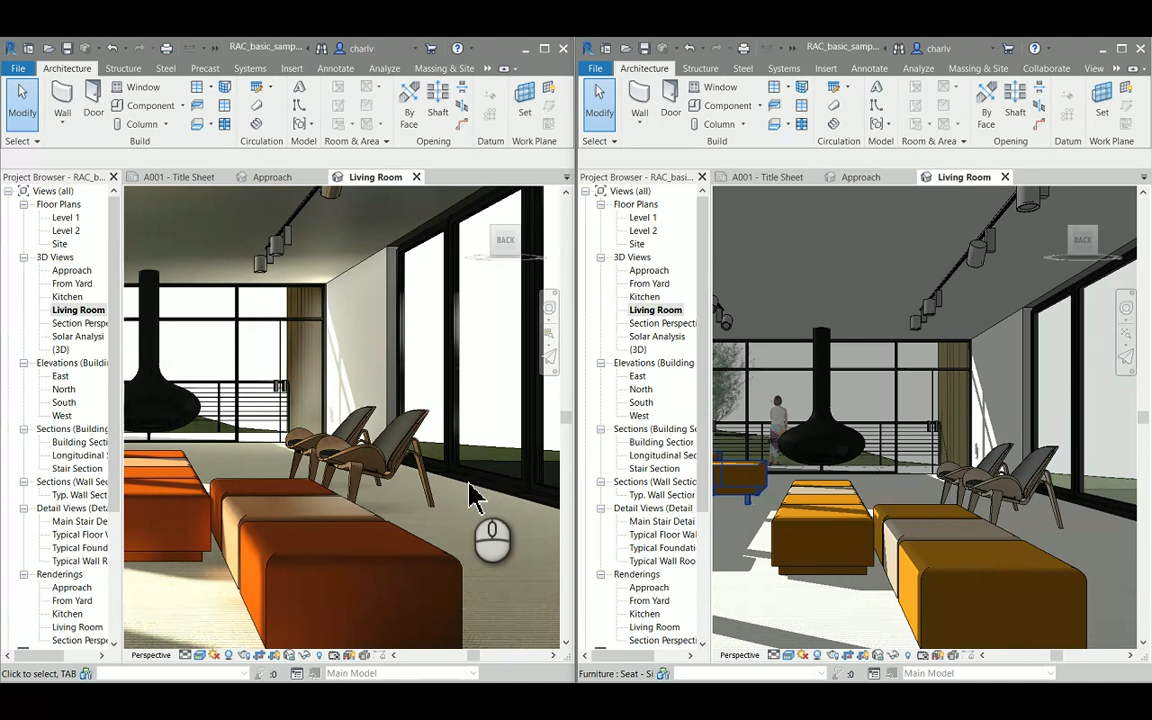 RAC_basic_samp...
charlv
File
Architecture
Structure
Steel
Precast
Systems
Insert
Annotate
Analyze
Massing & Site
Modify
Wall
Door
Window
Component
Column
By
Face
Shaft
Set
Select
Build
Circulation
Model
Room & Area
Opening
Datum
Work Plane
Project Browser - RAC_b...
A001 - Title Sheet
Approach
Living Room
Views (all)
Floor Plans
Level 1
Level 2
Site
3D Views
Approach
From Yard
Kitchen
Living Room
Section Perspe
Solar Analysi
{3D}
Elevations (Buildin
East
North
South
West
Sections (Building
Building Secti
Longitudinal
Stair Section
Sections (Wall Sec
Typ. Wall Sect
Detail Views (Deta
Main Stair De
Typical Floor
Typical Found
Typical Wall R
Renderings
Approach
From Yard
Kitchen
Living Room
Section Persp
BACK
Perspective
Click to select, TAB
:0
Main Model
RAC_basic_samp...
charlv
File
Architecture
Structure
Steel
Systems
Insert
Annotate
Analyze
Massing & Site
Collaborate
View
Modify
Wall
Door
Window
Component
Column
By
Face
Shaft
Set
Select
Build
Circulation
Model
Room & Area
Opening
Datum
Work Plane
Project Browser - RAC_basi...
A001 - Title Sheet
Approach
Living Room
Views (all)
Floor Plans
Level 1
Level 2
Site
3D Views
Approach
From Yard
Kitchen
Living Room
Section Perspecti
Solar Analysis
{3D}
Elevations (Building
East
North
South
West
Sections (Building
Building Section
Longitudinal
Stair Section
Sections (Wall Sec
Typ. Wall Sect
Detail Views (Detail
Main Stair Detai
Typical Floor Wa
Typical Foundati
Typical Wall Roo
Renderings
Approach
From Yard
Kitchen
Living Room
Section Perspe
BACK
Perspective
Furniture : Seat - Si
:0
Main Model